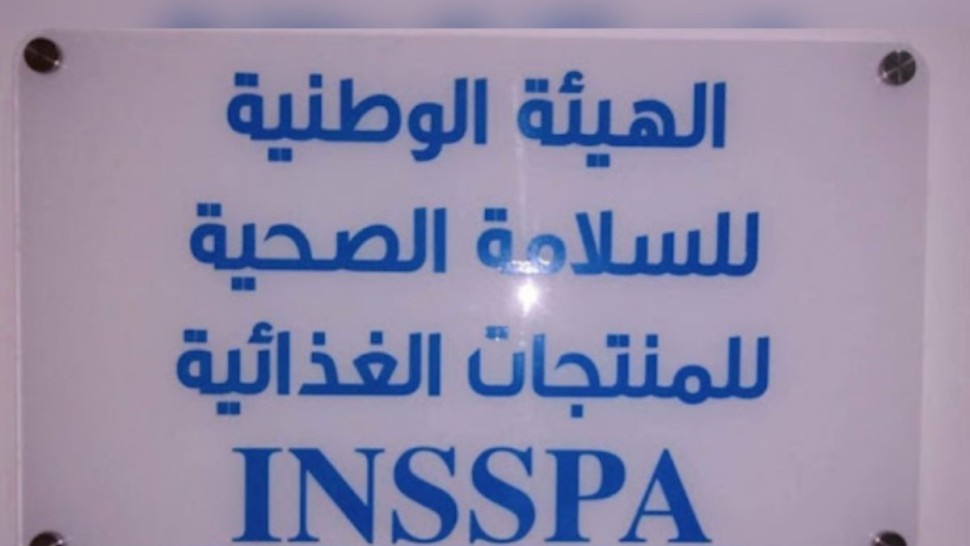 الهيئة الوطنية
للسلامة الصحية
للمنتجات الغذائية
INSSPA